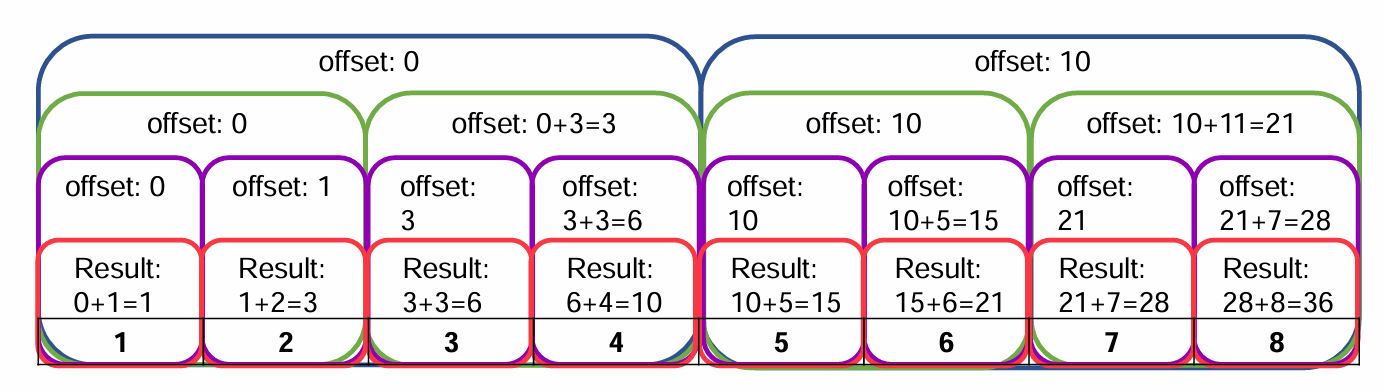 offset: 0
offset: 10
offset: 0
offset: 0+3=3
offset: 10
offset: 10+11=21
offset: 0
offset: 1
offset:
3
offset:
3+3=6
offset:
10
offset:
10+5=15
offset:
21
offset:
21+7=28
Result:
0+1=1
Result:
1+2=3
Result:
3+3=6
Result:
6+4=10
Result:
10+5=15
Result:
15+6=21
Result:
21+7=28
Result:
28+8=36
1 2 3 4 5 6 7 8